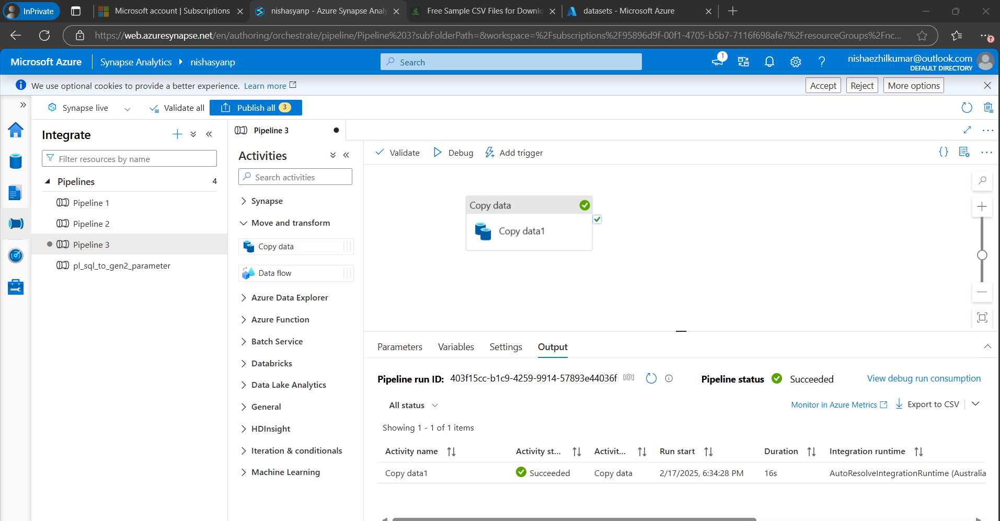 InPrivate
Microsoft account | Subscriptions
nishasyanp - Azure Synapse Analy
Free Sample CSV Files for Downlo
datasets - Microsoft Azure
https://web.azuresynapse.net/en/authoring/orchestrate/pipeline/Pipeline%203?subFolderPath=&workspace=%2Fsubscriptions%2F95896d9f-00f1-4705-b5b7-7116f698afe7%2FresourceGroups%2Fnc...
Microsoft Azure
Synapse Analytics
nishasyanp
Search
1
nishaezhilkumar@outlook.com
DEFAULT DIRECTORY
We use optional cookies to provide a better experience. Learn more
Accept
Reject
More options
Synapse live
Validate all
Publish all 3
Integrate
Filter resources by name
Pipelines 4
Pipeline 1
Pipeline 2
Pipeline 3
pl_sql_to_gen2_parameter
Pipeline 3
Activities
Search activities
Synapse
Move and transform
Copy data
Data flow
Azure Data Explorer
Azure Function
Batch Service
Databricks
Data Lake Analytics
General
HDInsight
Iteration & conditionals
Machine Learning
Validate
Debug
Add trigger
Copy data
Copy data1
Parameters
Variables
Settings
Output
Pipeline run ID: 403f15cc-b1c9-4259-9914-57893e44036f
Pipeline status Succeeded
View debug run consumption
All status
Monitor in Azure Metrics
Export to CSV
Showing 1 - 1 of 1 items
Activity name Activity st... Activit... Run start Duration Integration runtime
Copy data1 Succeeded Copy data 2/17/2025, 6:34:28 PM 16s AutoResolveIntegrationRuntime (Australia